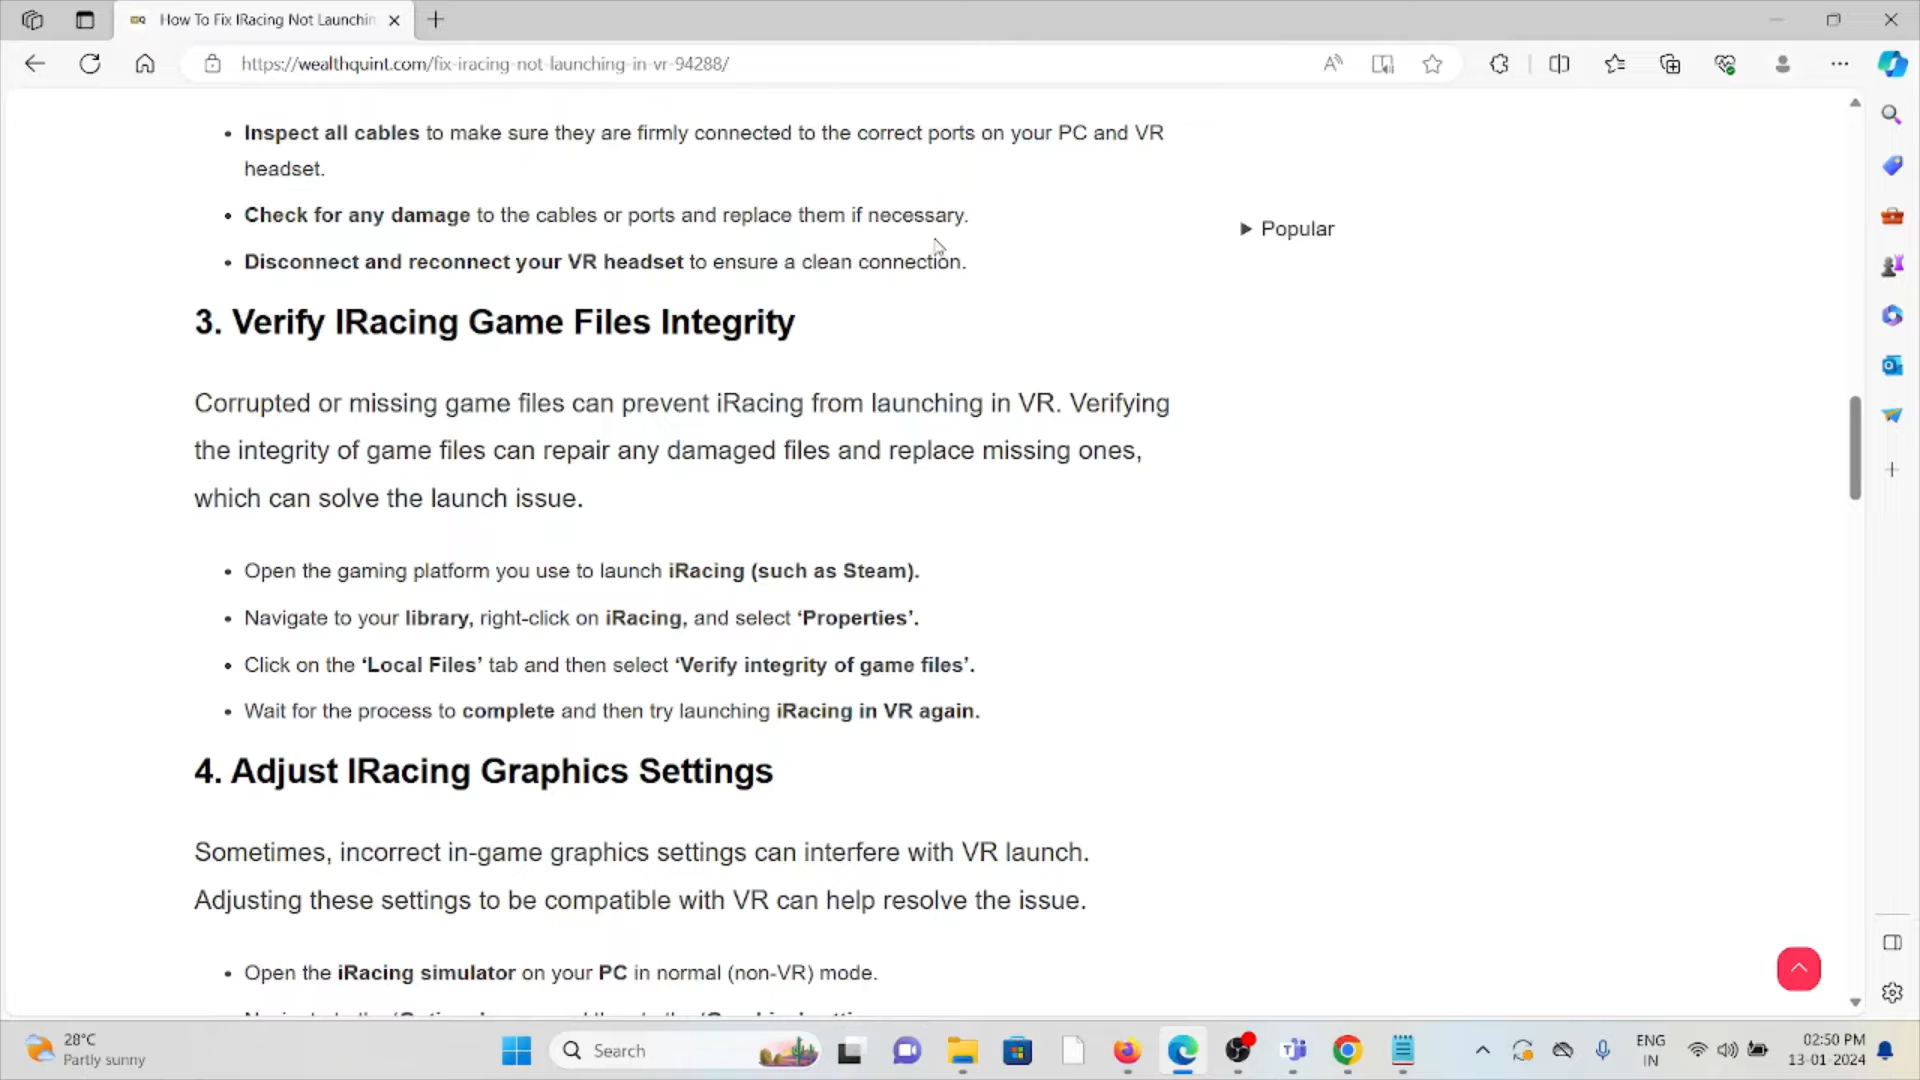 How To Fix IRacing Not Launchin
https://wealthquint.com/fix-iracing-not-launching-in-vr-94288/
• Inspect all cables to make sure they are firmly connected to the correct ports on your PC and VR
headset.
• Check for any damage to the cables or ports and replace them if necessary.
▶ Popular
• Disconnect and reconnect your VR headset to ensure a clean connection.
3. Verify IRacing Game Files Integrity
Corrupted or missing game files can prevent iRacing from launching in VR. Verifying
the integrity of game files can repair any damaged files and replace missing ones,
which can solve the launch issue.
• Open the gaming platform you use to launch iRacing (such as Steam).
• Navigate to your library, right-click on iRacing, and select ‘Properties’.
• Click on the ‘Local Files’ tab and then select ‘Verify integrity of game files’.
• Wait for the process to complete and then try launching iRacing in VR again.
4. Adjust IRacing Graphics Settings
Sometimes, incorrect in-game graphics settings can interfere with VR launch.
Adjusting these settings to be compatible with VR can help resolve the issue.
• Open the iRacing simulator on your PC in normal (non-VR) mode.
28°C
Partly sunny
Search
ENG
IN
02:50 PM
13-01-2024